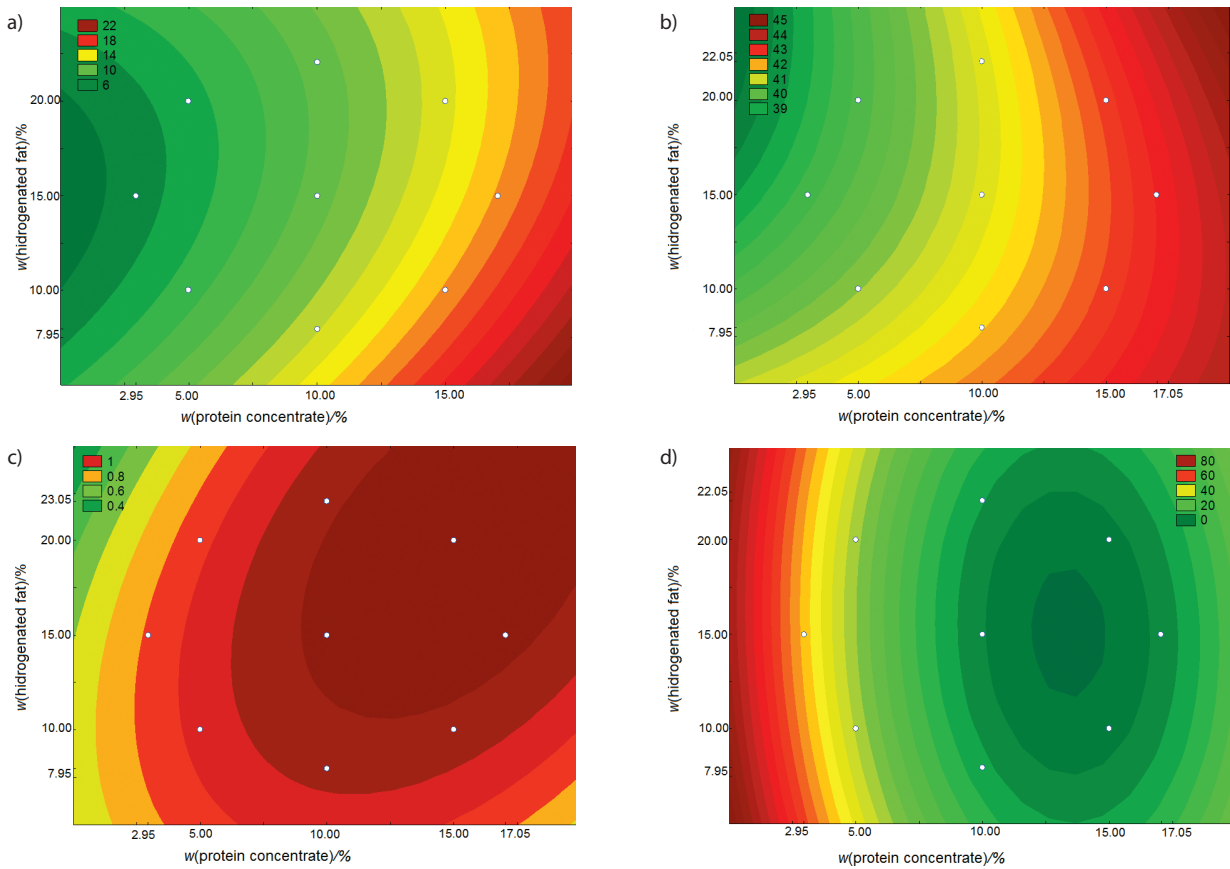 a)
22
18
14
10
6
20.00
15.00
10.00
7.95
w(hidrogenated fat)/%
2.95 5.00 10.00 15.00
w(protein concentrate)/%
b)
45
44
43
42
41
40
39
22.05
20.00
15.00
10.00
7.95
w(hidrogenated fat)/%
2.95 5.00 10.00 15.00 17.05
w(protein concentrate)/%
c)
1
0.8
0.6
0.4
23.05
20.00
15.00
10.00
7.95
w(hidrogenated fat)/%
2.95 5.00 10.00 15.00 17.05
w(protein concentrate)/%
d)
80
60
40
20
0
22.05
20.00
15.00
10.00
7.95
w(hidrogenated fat)/%
2.95 5.00 10.00 15.00 17.05
w(protein concentrate)/%